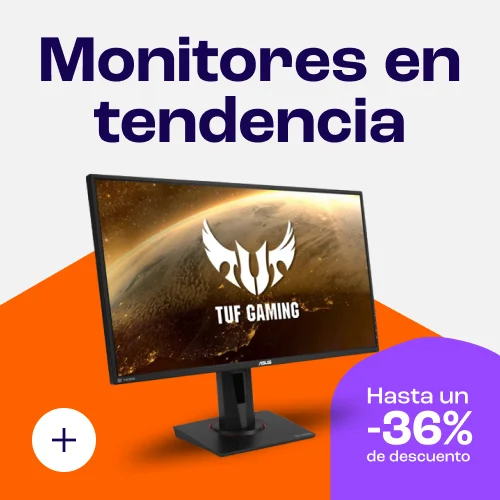 Monitores en
tendencia
TUF GAMING
ASUS
Hasta un
-36%
de descuento
+